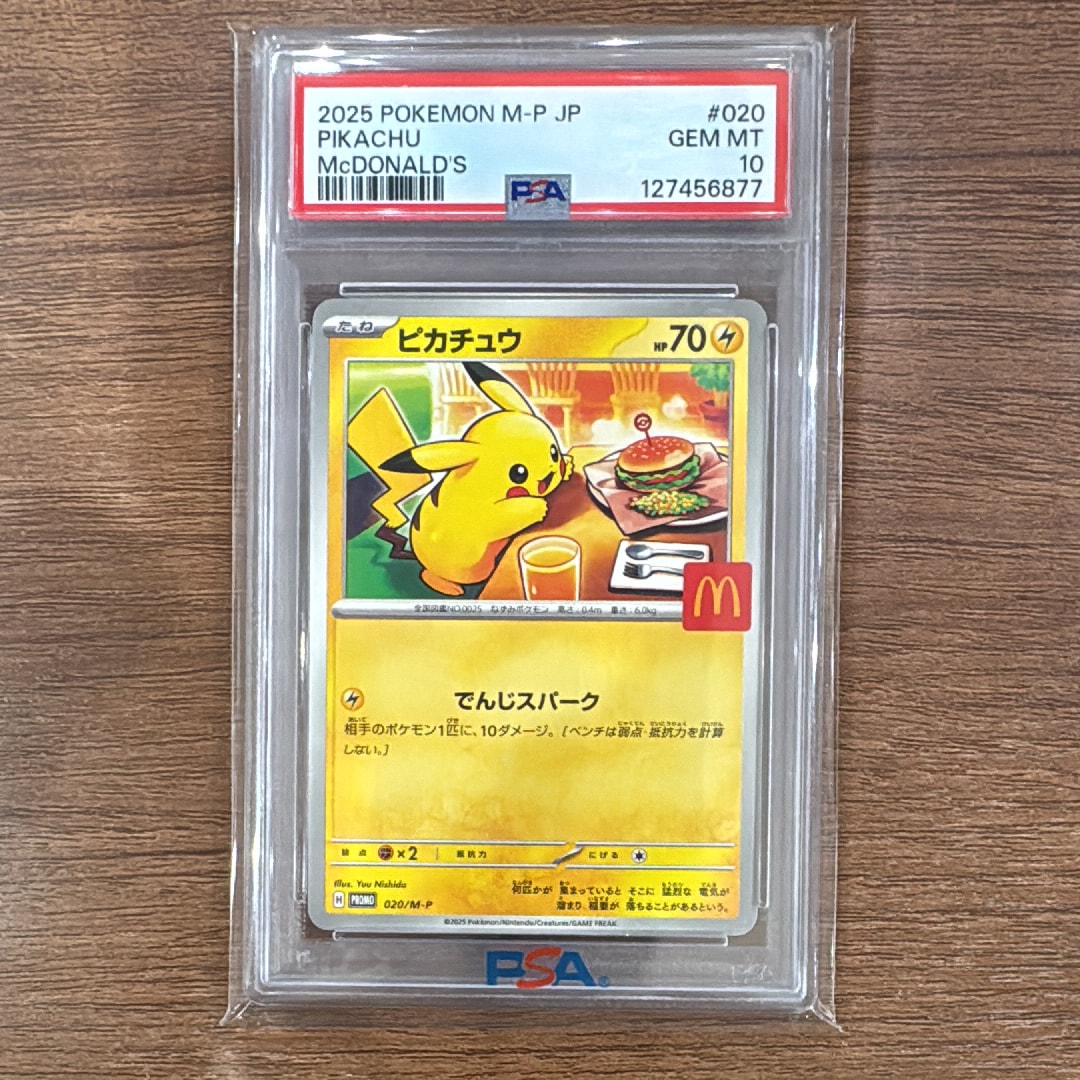 2025 POKEMON M-P JP #020
PIKACHU GEM MT
McDONALD'S 10
PSA 127456877
たね ピカチュウ HP 70
全国図鑑NO.0025 ねずみポケモン 高さ:0.4m 重さ:6.0kg
でんじスパーク
相手のポケモン1匹に、10ダメージ。[ベンチは弱点・抵抗力を計算
しない。]
弱点 ×2 抵抗力 にげる
Illus. Yuu Nishida
何匹かが 集まっていると そこに 猛烈な 電気が
H PROMO 020/M-P 溜まり、稲妻が 落ちることがあるという。
©2025 Pokémon/Nintendo/Creatures/GAME FREAK
PSA®